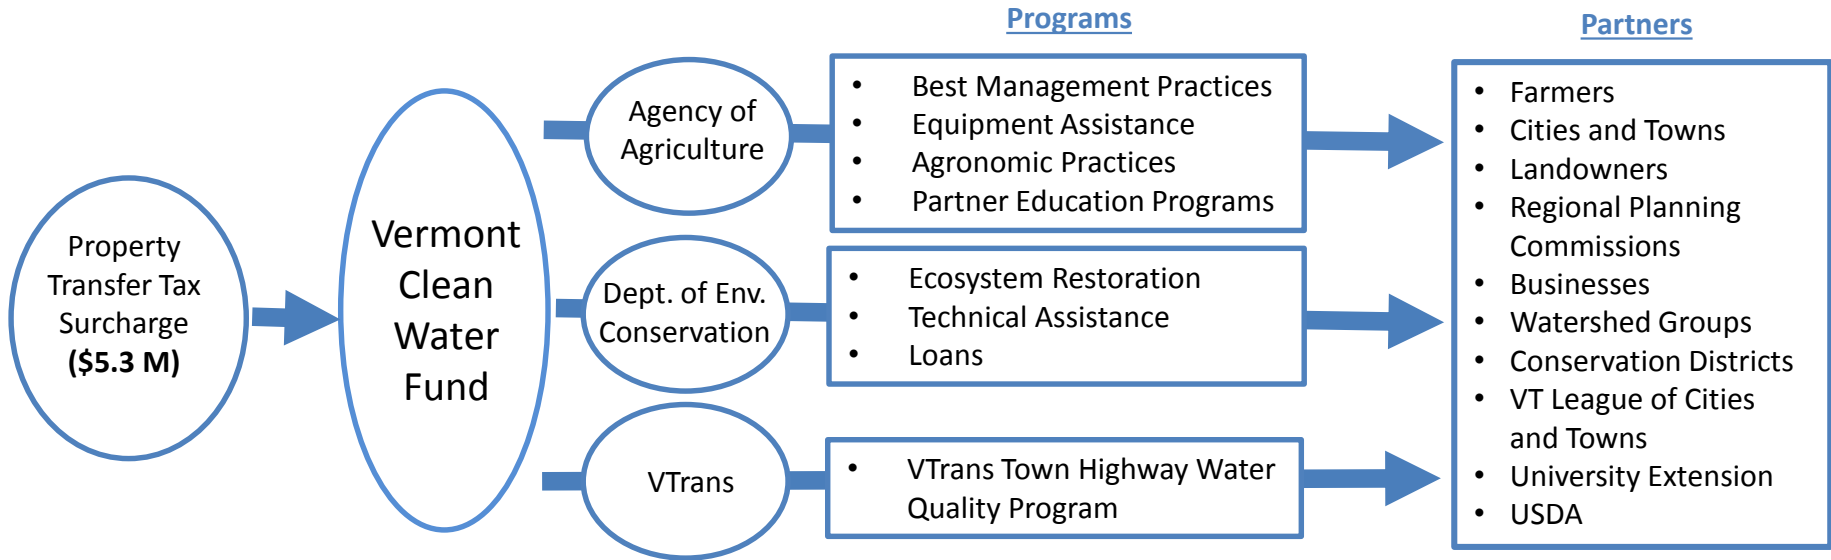 Programs
Partners
Property
Transfer Tax
Surcharge
($5.3 M)
Vermont
Clean
Water
Fund
Agency of
Agriculture
• Best Management Practices
• Equipment Assistance
• Agronomic Practices
• Partner Education Programs
Dept. of Env.
Conservation
• Ecosystem Restoration
• Technical Assistance
• Loans
VTrans
• VTrans Town Highway Water
Quality Program
• Farmers
• Cities and Towns
• Landowners
• Regional Planning
Commissions
• Businesses
• Watershed Groups
• Conservation Districts
• VT League of Cities
and Towns
• University Extension
• USDA